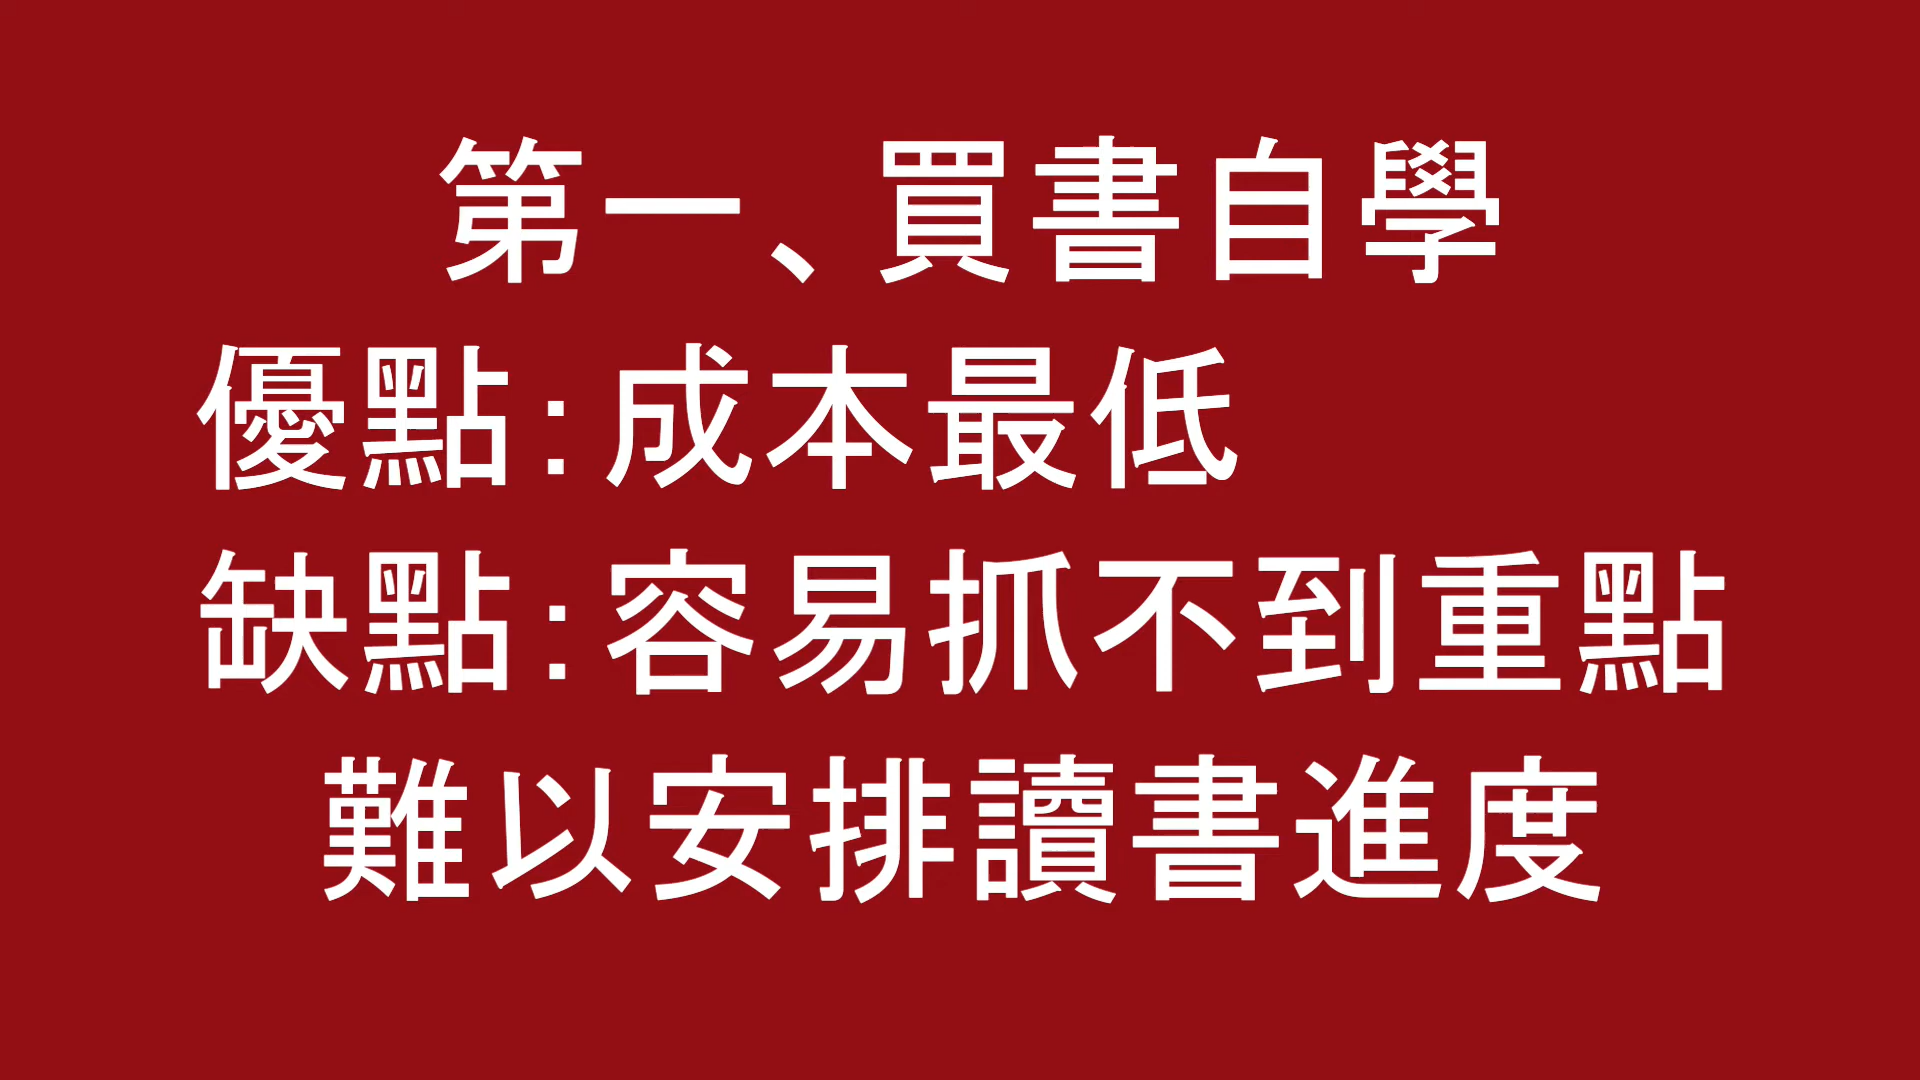 第一、買書自學
優點:成本最低
缺點:容易抓不到重點
難以安排讀書進度